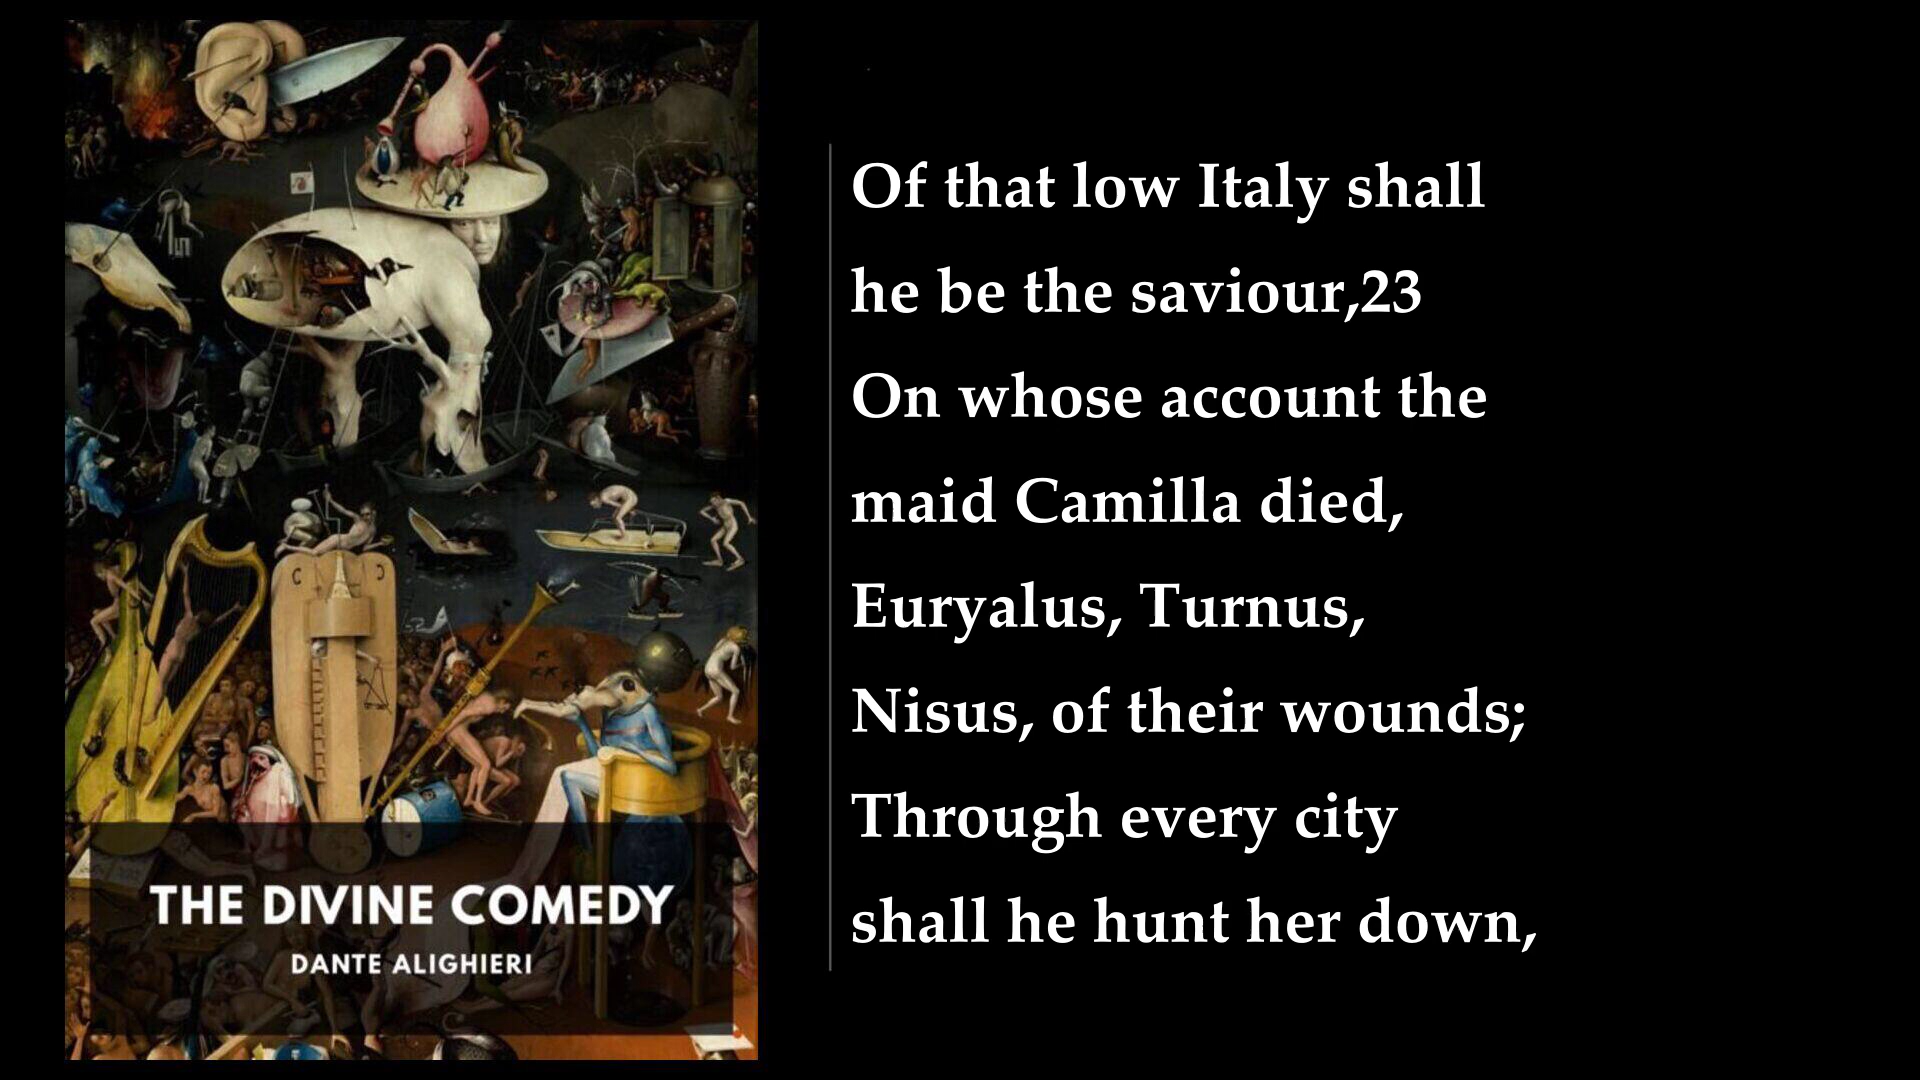 THE DIVINE COMEDY
DANTE ALIGHIERI
Of that low Italy shall
he be the saviour,23
On whose account the
maid Camilla died,
Euryalus, Turnus,
Nisus, of their wounds;
Through every city
shall he hunt her down,